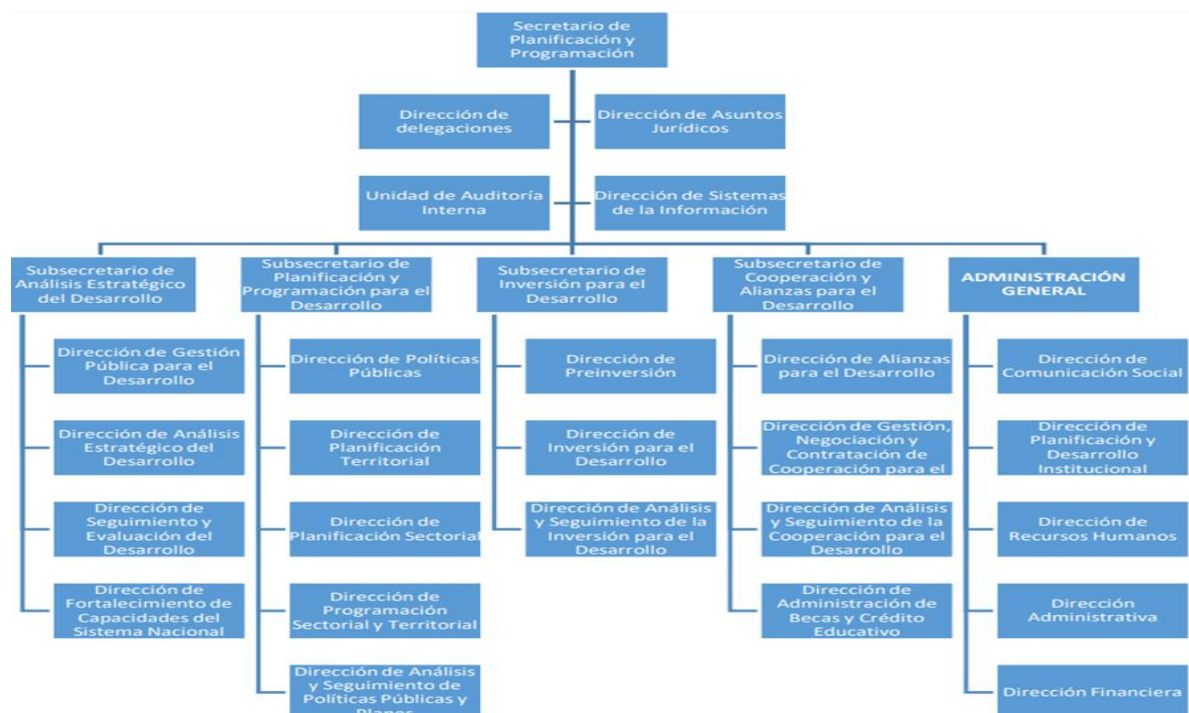 Secretario de
Planificación y
Programación
Dirección de
delegaciones
Dirección de Asuntos
Jurídicos
Unidad de Auditoría
Interna
Dirección de Sistemas
de la Información
Subsecretario de
Análisis Estratégico
del Desarrollo
Subsecretario de
Planificación y
Programación para el
Desarrollo
Subsecretario de
Inversión para el
Desarrollo
Subsecretario de
Cooperación y
Alianzas para el
Desarrollo
ADMINISTRACIÓN
GENERAL
Dirección de Gestión
Pública para el
Desarrollo
Dirección de Análisis
Estratégico del
Desarrollo
Dirección de
Seguimiento y
Evaluación del
Desarrollo
Dirección de
Fortalecimiento de
Capacidades del
Sistema Nacional
Dirección de Políticas
Públicas
Dirección de
Planificación
Territorial
Dirección de
Planificación Sectorial
Dirección de
Programación
Sectorial y Territorial
Dirección de Análisis
y Seguimiento de
Políticas Públicas y
Planes
Dirección de
Preinversión
Dirección de
Inversión para el
Desarrollo
Dirección de Análisis
y Seguimiento de la
Inversión para el
Desarrollo
Dirección de Alianzas
para el Desarrollo
Dirección de Gestión,
Negociación y
Contratación de
Cooperación para el
Dirección de Análisis
y Seguimiento de la
Cooperación para el
Desarrollo
Dirección de
Administración de
Becas y Crédito
Educativo
Dirección de
Comunicación Social
Dirección de
Planificación y
Desarrollo
Institucional
Dirección de
Recursos Humanos
Dirección
Administrativa
Dirección Financiera